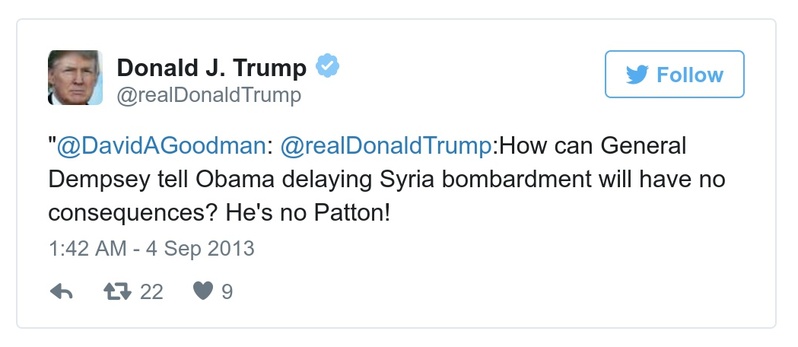 Donald J. Trump
@realDonaldTrump
Follow
"@DavidAGoodman: @realDonaldTrump:How can General
Dempsey tell Obama delaying Syria bombardment will have no
consequences? He's no Patton!
1:42 AM - 4 Sep 2013
22 9